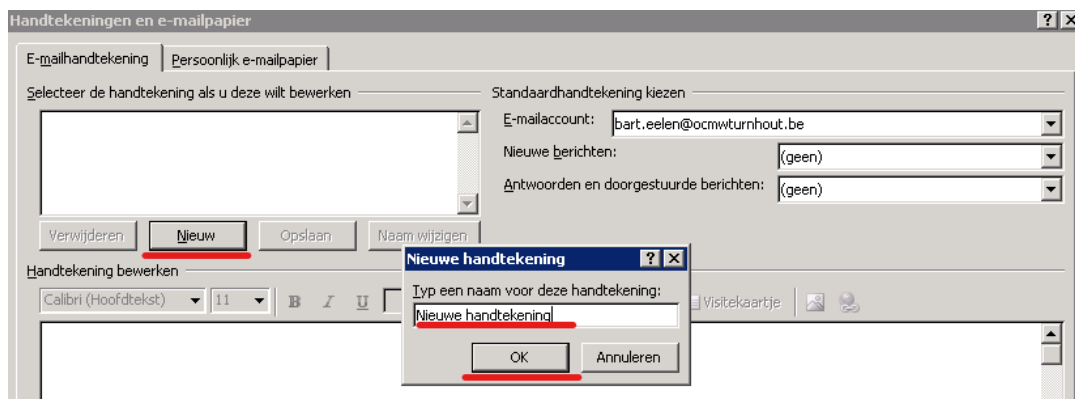 Handtekeningen en e-mailpapier
E-mailhandtekening Persoonlijk e-mailpapier
Selecteer de handtekening als u deze wilt bewerken Standaardhandtekening kiezen
E-mailaccount: bart.eelen@ocmwturnhout.be
Nieuwe berichten: (geen)
Antwoorden en doorgestuurde berichten: (geen)
Verwijderen Nieuw Opslaan Naam wijzigen
Nieuwe handtekening
Handtekening bewerken
Typ een naam voor deze handtekening:
Calibri (Hoofdtekst) 11 B I U Visitekaartje
Nieuwe handtekening
OK Annuleren